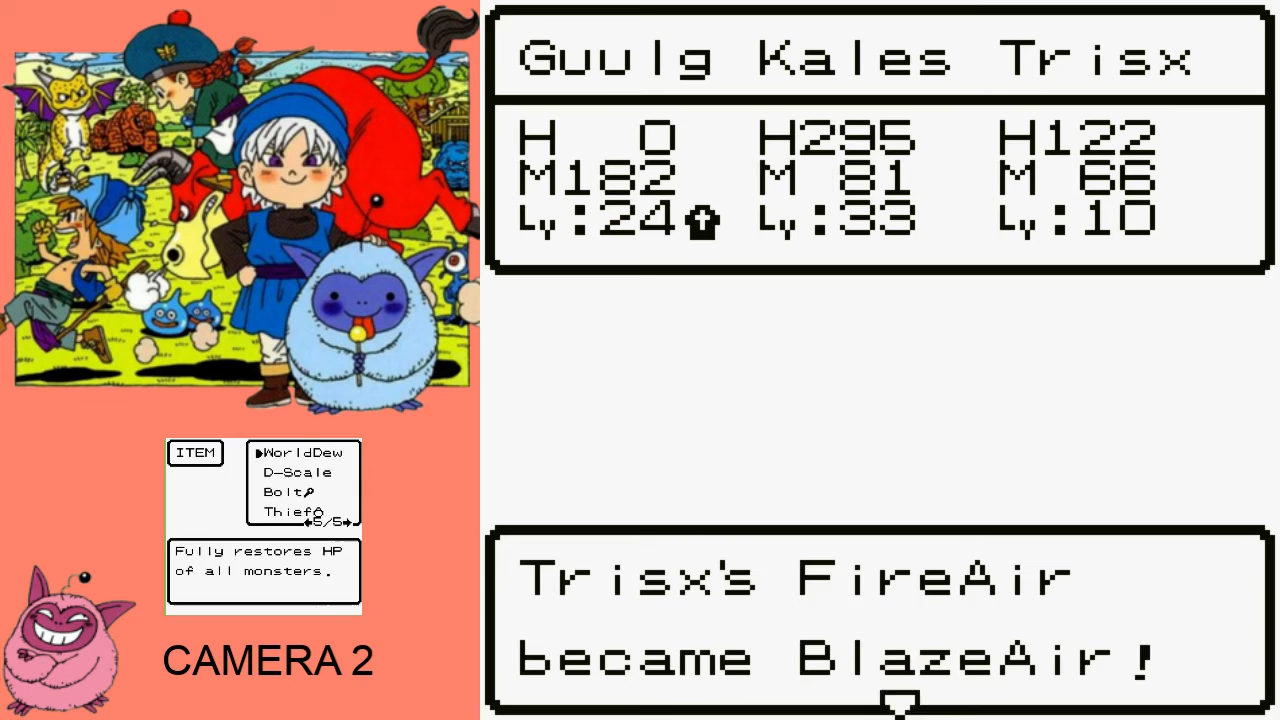 Guulg Kales Trisx
H 0 H295 H122
M182 M 81 M 66
Lv:24 Lv:33 Lv:10
ITEM
WorldDew
D-Scale
Bolt
Thief
5/5
Fully restores HP
of all monsters.
CAMERA 2
Trisx's FireAir
became BlazeAir!